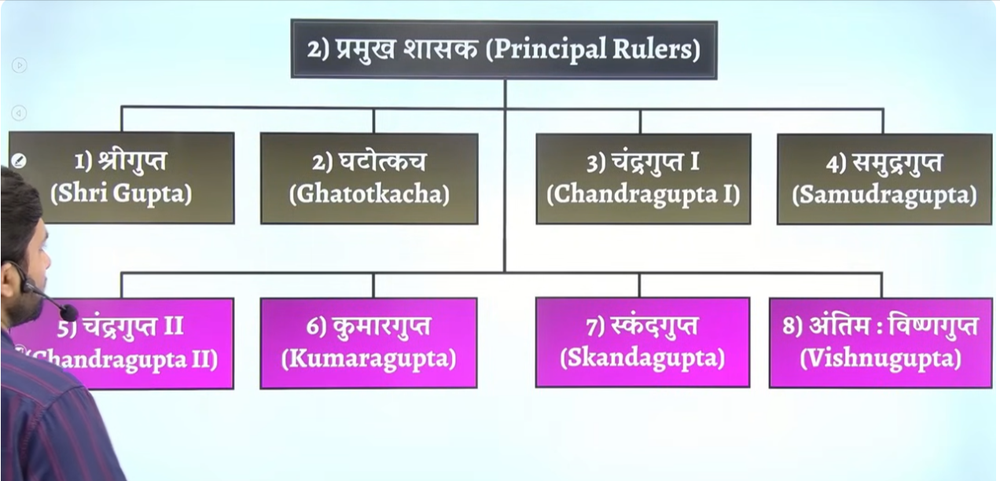 2) प्रमुख शासक (Principal Rulers)
1) श्रीगुप्त
(Shri Gupta)
2) घटोत्कच
(Ghatotkacha)
3) चंद्रगुप्त I
(Chandragupta I)
4) समुद्रगुप्त
(Samudragupta)
5) चंद्रगुप्त II
(Chandragupta II)
6) कुमारगुप्त
(Kumaragupta)
7) स्कंदगुप्त
(Skandagupta)
8) अंतिम : विष्णगुप्त
(Vishnugupta)